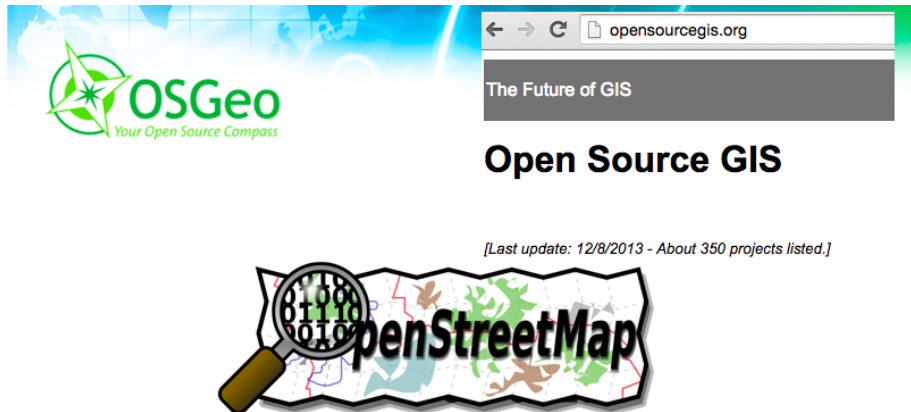 opensourcegis.org
The Future of GIS
OSGeo
Your Open Source Compass
Open Source GIS
[Last update: 12/8/2013 - About 350 projects listed.]
penStreetMap